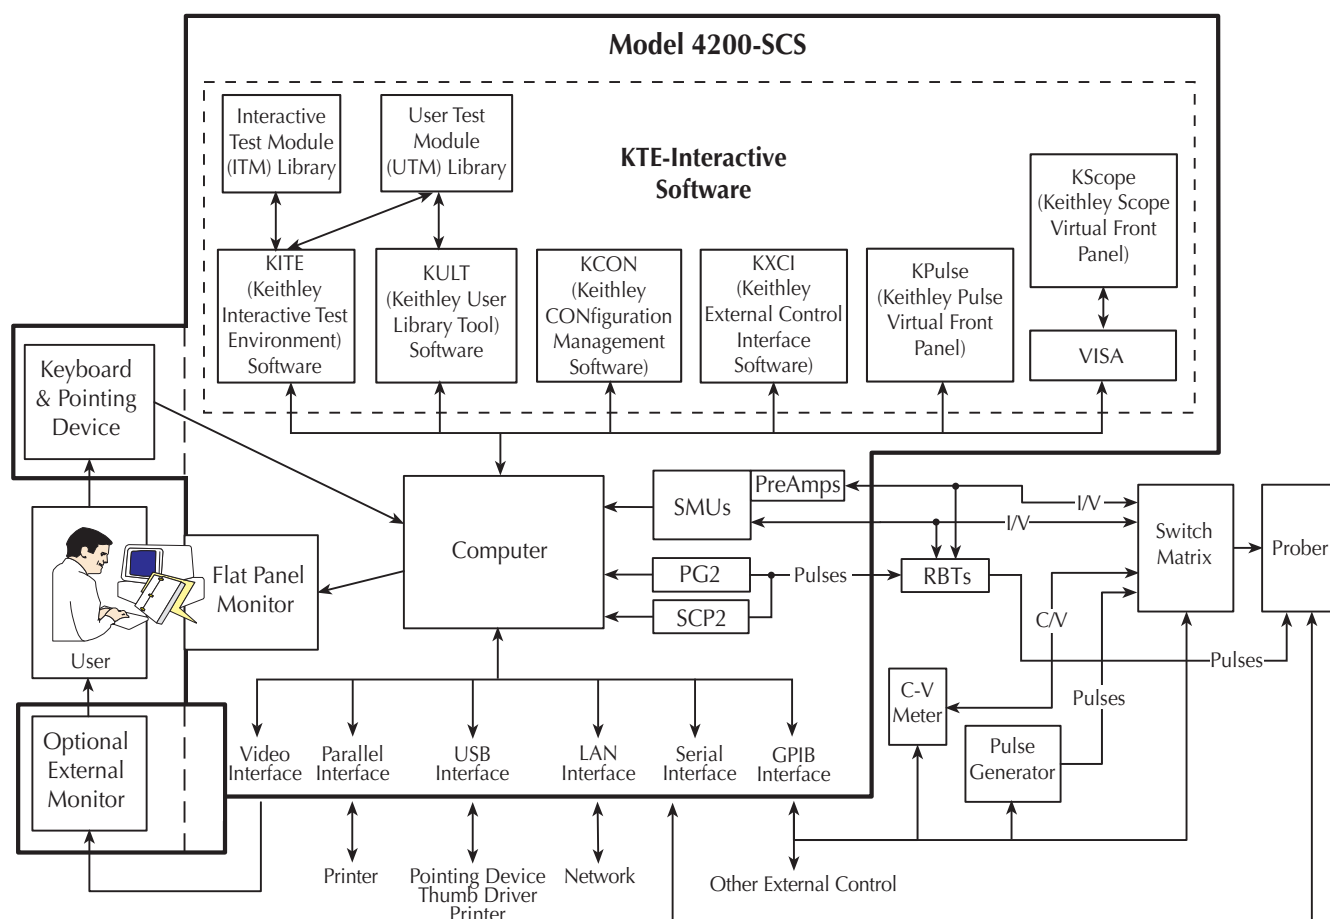 Model 4200-SCS
Interactive
Test Module
(ITM) Library
User Test
Module
(UTM) Library
KTE-Interactive
Software
KScope
(Keithley Scope
Virtual Front
Panel)
KITE
(Keithley
Interactive Test
Environment)
Software
KULT
(Keithley User
Library Tool)
Software
KCON
(Keithley
CONfiguration
Management
Software)
KXCI
(Keithley
External Control
Interface
Software)
KPulse
(Keithley Pulse
Virtual Front
Panel)
VISA
Keyboard
& Pointing
Device
Computer
SMUs
PreAmps
I/V
I/V
Switch
Matrix
Prober
PG2
Pulses
RBTs
SCP2
C/V
Flat Panel
Monitor
User
Pulses
Pulses
C-V
Meter
Pulse
Generator
Optional
External
Monitor
Video
Interface
Parallel
Interface
USB
Interface
LAN
Interface
Serial
Interface
GPIB
Interface
Printer
Pointing Device
Thumb Driver
Printer
Network
Other External Control